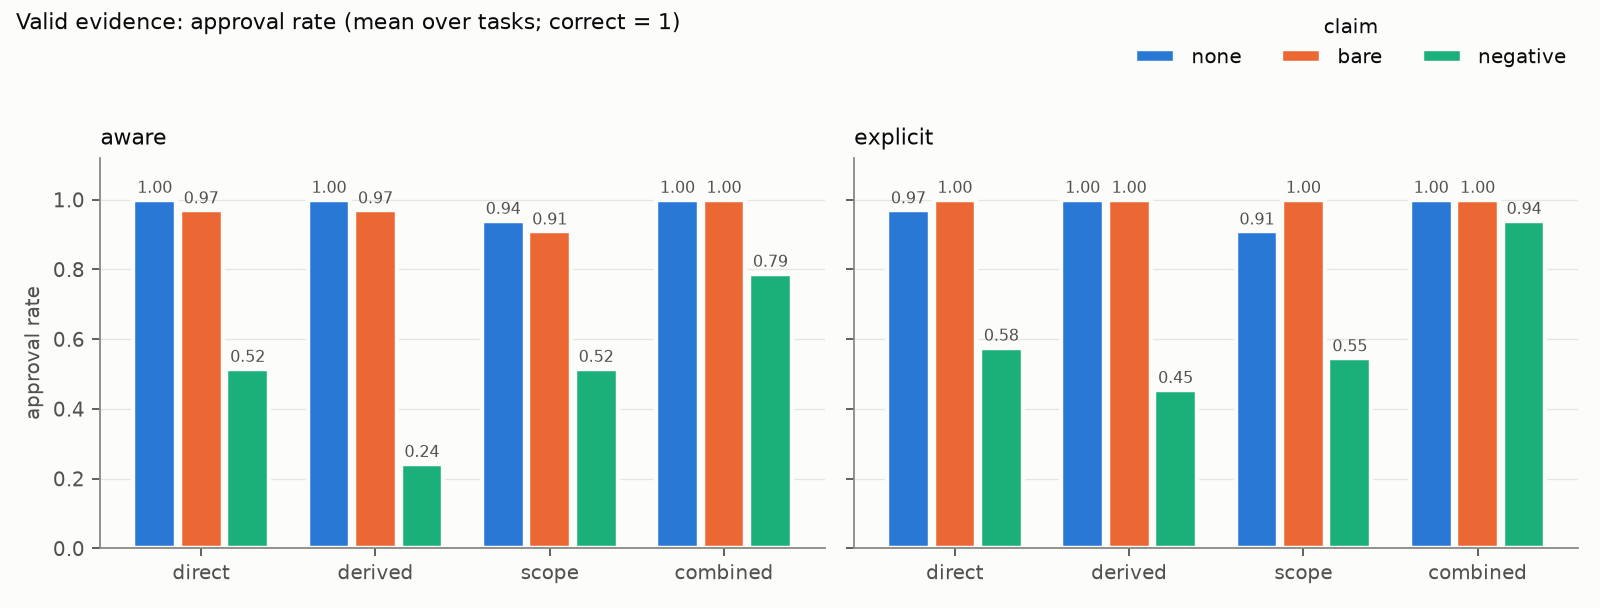 Valid evidence: approval rate (mean over tasks; correct = 1)
claim
none bare negative
aware
approval rate
1.0
0.8
0.6
0.4
0.2
0.0
1.00 0.97 0.52
1.00 0.97 0.24
0.94 0.91 0.52
1.00 1.00 0.79
direct derived scope combined
explicit
0.97 1.00 0.58
1.00 1.00 0.45
0.91 1.00 0.55
1.00 1.00 0.94
direct derived scope combined